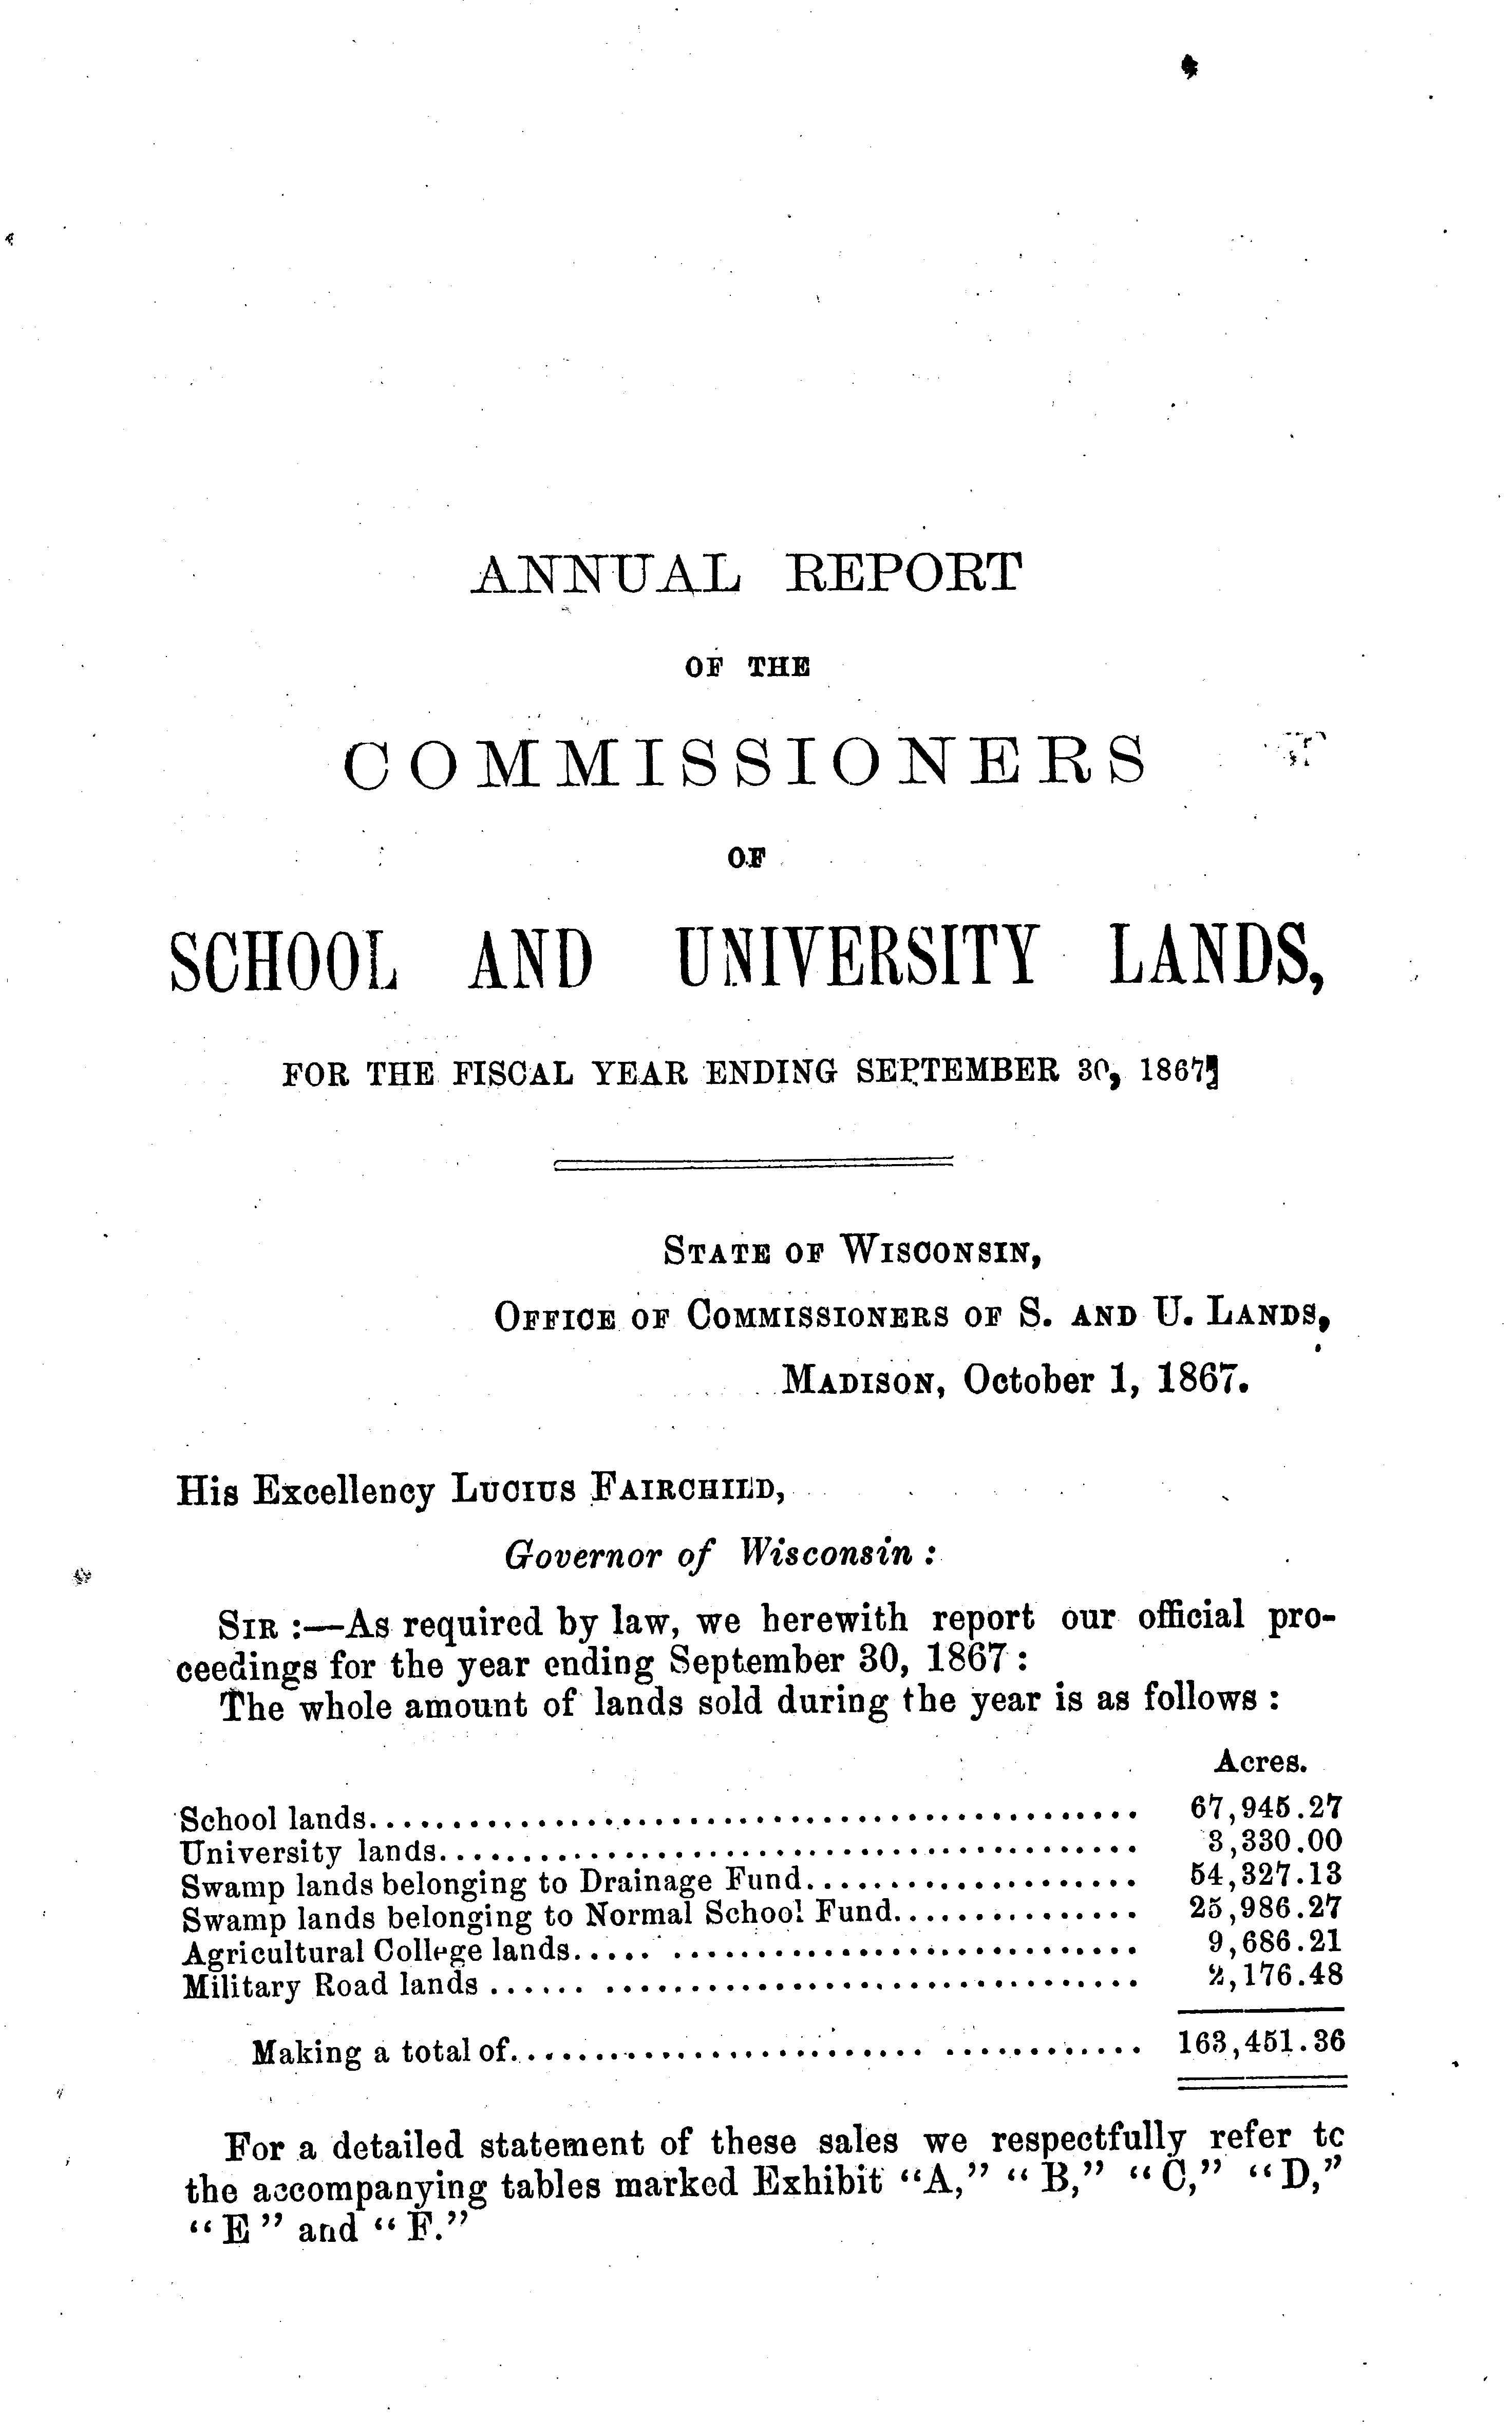 ANNUAL REPORT
OF THE
COMMISSIONERS
OF
SCHOOL AND UNIVERSITY LANDS,
FOR THE FISCAL YEAR ENDING SEPTEMBER 30, 1867,
STATE OF WISCONSIN,
OFFICE OF COMMISSIONERS OF S. AND U. LANDS,
MADISON, October 1, 1867.
His Excellency LUCIUS FAIRCHILD,
Governor of Wisconsin :
SIR :—As required by law, we herewith report our official pro-
ceedings for the year ending September 30, 1867 :
The whole amount of lands sold during the year is as follows :
Acres.
School lands.............................................. 67,945.27
University lands.......................................... 3,330.00
Swamp lands belonging to Drainage Fund.................... 54,327.13
Swamp lands belonging to Normal School Fund............... 25,986.27
Agricultural College lands..... ............................ 9,686.21
Military Road lands ...... ................................ 2,176.48
Making a total of......................... ............ 163,451.36
For a detailed statement of these sales we respectfully refer to
the accompanying tables marked Exhibit “A,” “ B,” “C,” “D,”
“ E ” and “ F.”